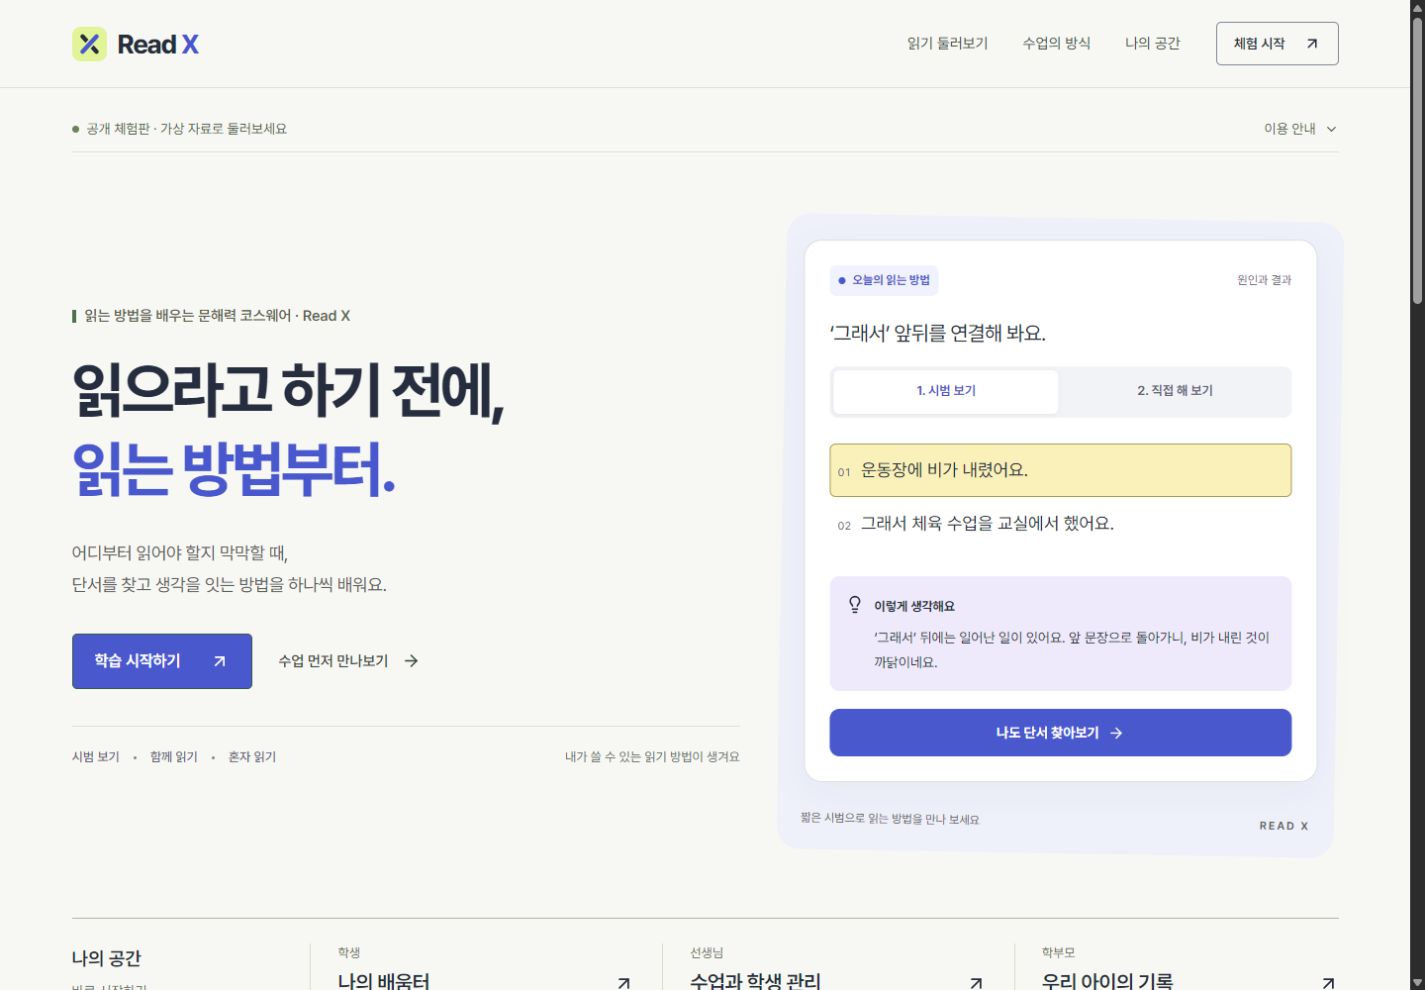 Read X
읽기 둘러보기
수업의 방식
나의 공간
체험 시작
공개 체험판 · 가상 자료로 둘러보세요
이용 안내
읽는 방법을 배우는 문해력 코스웨어 · Read X
읽으라고 하기 전에,
읽는 방법부터.
어디부터 읽어야 할지 막막할 때,
단서를 찾고 생각을 잇는 방법을 하나씩 배워요.
학습 시작하기
수업 먼저 만나보기
시범 보기 • 함께 읽기 • 혼자 읽기
내가 쓸 수 있는 읽기 방법이 생겨요
오늘의 읽는 방법
원인과 결과
‘그래서’ 앞뒤를 연결해 봐요.
1. 시범 보기
2. 직접 해 보기
01 운동장에 비가 내렸어요.
02 그래서 체육 수업을 교실에서 했어요.
이렇게 생각해요
‘그래서’ 뒤에는 일어난 일이 있어요. 앞 문장으로 돌아가니, 비가 내린 것이
까닭이네요.
나도 단서 찾아보기
짧은 시범으로 읽는 방법을 만나 보세요
READ X
나의 공간
바로 시작하기
학생
나의 배움터
선생님
수업과 학생 관리
학부모
우리 아이의 기록